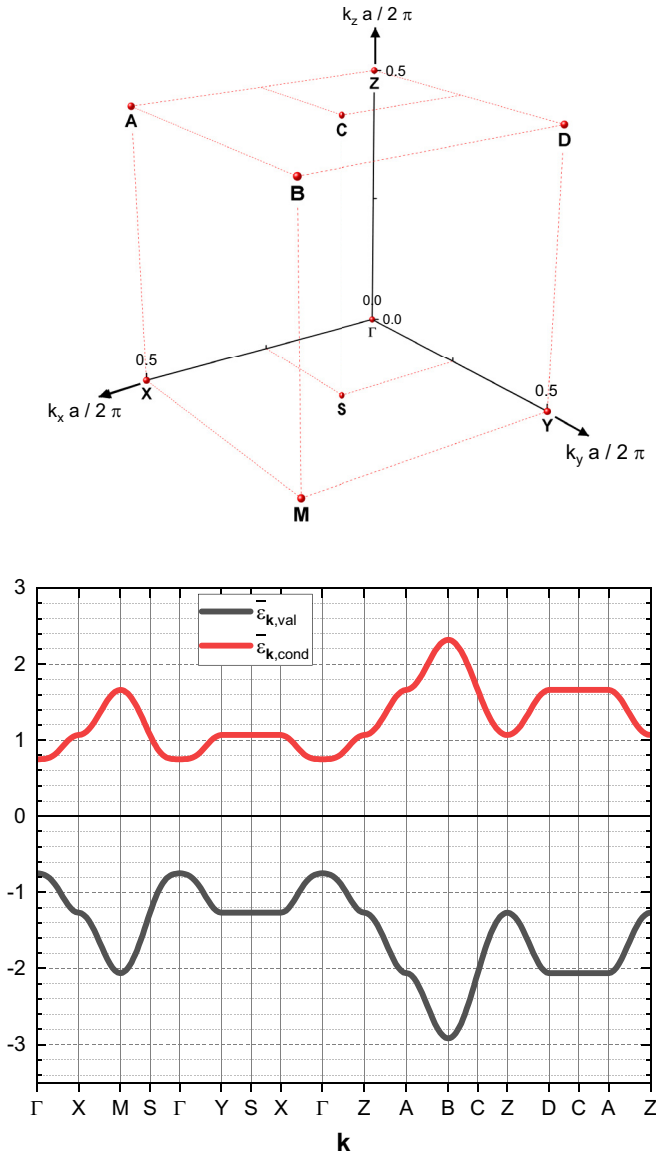 k_z a / 2 π
0.5
Z
A
C
D
B
0.0
0.0
Γ
0.5
X
k_x a / 2 π
S
0.5
Y
k_y a / 2 π
M
3
ε̅_k,val
ε̅_k,cond
2
1
0
-1
-2
-3
Γ X M S Γ Y S X Γ Z A B C Z D C A Z
k